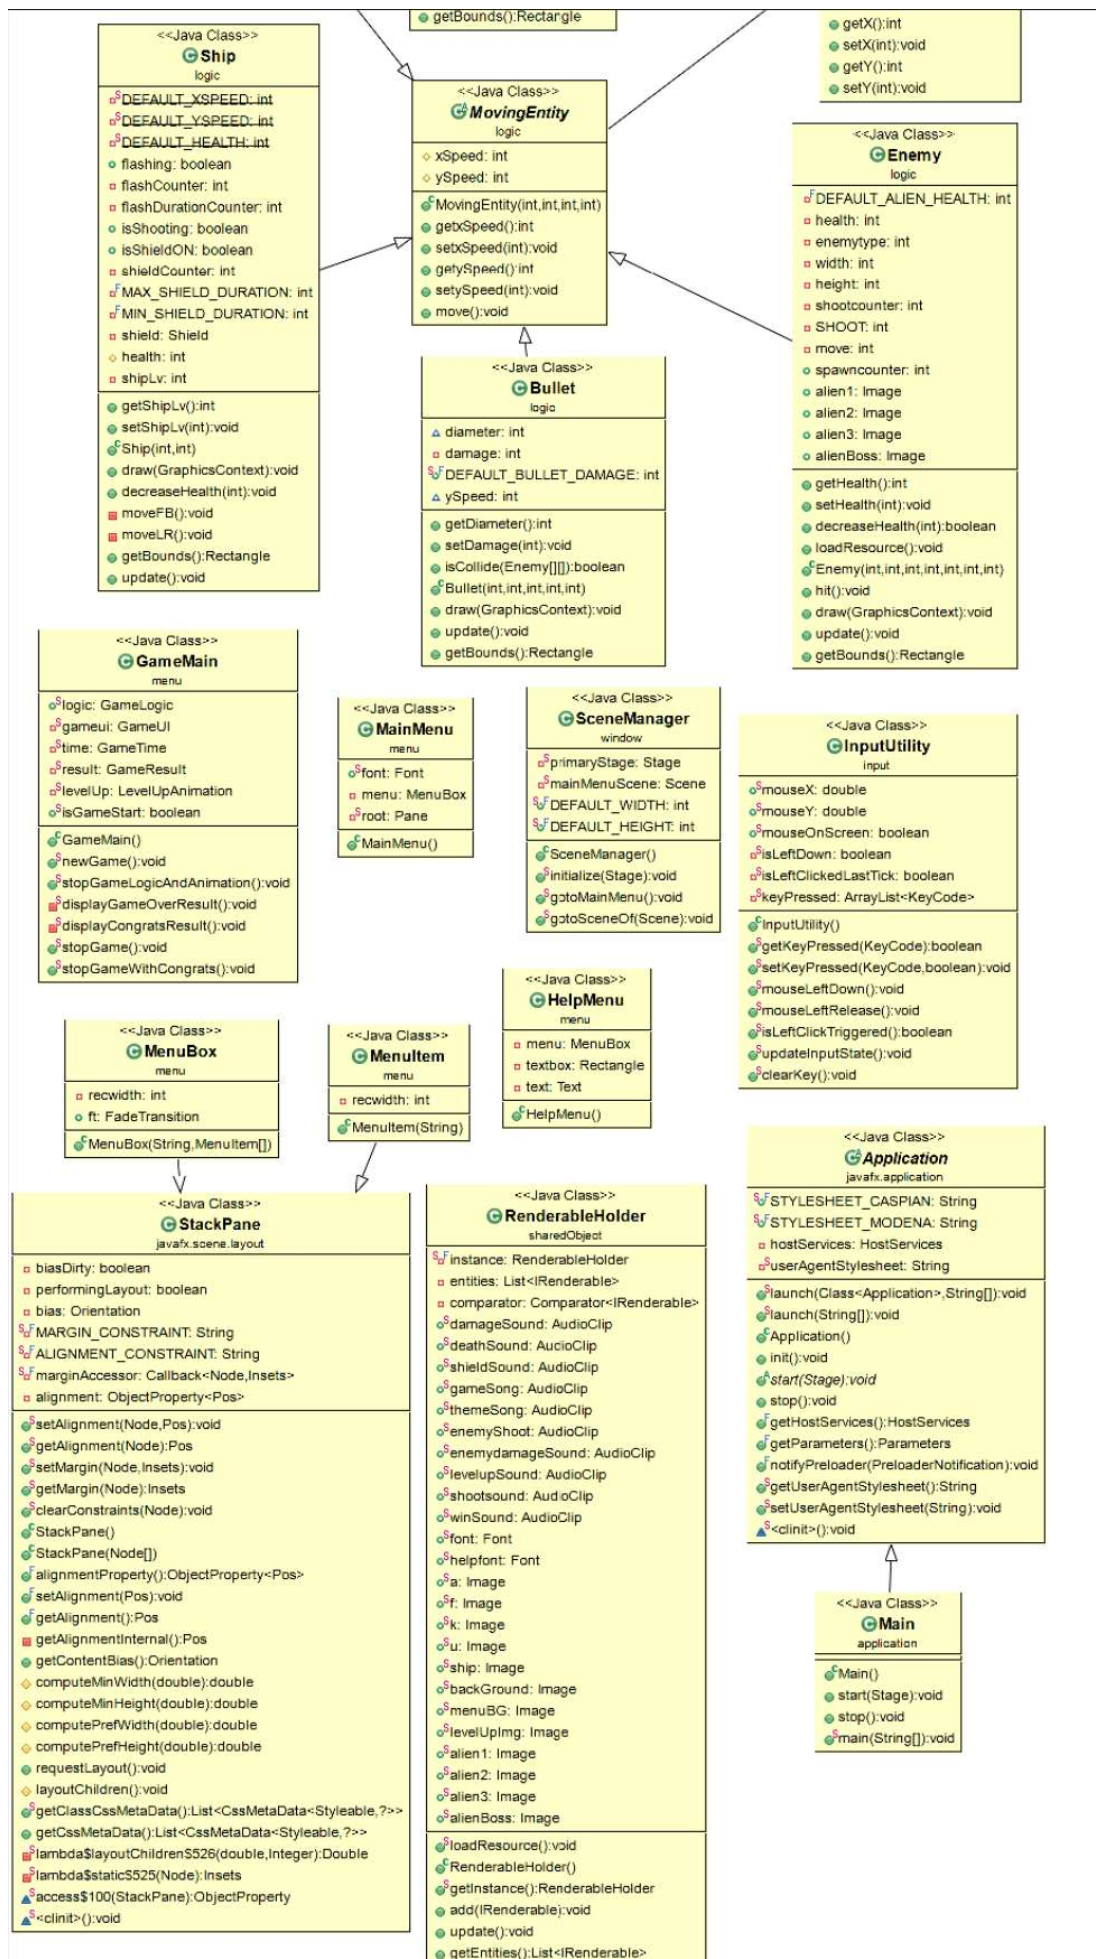 getBounds():Rectangle
getX():int
setX(int):void
getY():int
setY(int):void
<<Java Class>>
Ship
logic
DEFAULT_XSPEED: int
DEFAULT_YSPEED: int
DEFAULT_HEALTH: int
flashing: boolean
flashCounter: int
flashDurationCounter: int
isShooting: boolean
isShieldON: boolean
shieldCounter: int
MAX_SHIELD_DURATION: int
MIN_SHIELD_DURATION: int
shield: Shield
health: int
shipLv: int
getShipLv():int
setShipLv(int):void
Ship(int,int)
draw(GraphicsContext):void
decreaseHealth(int):void
moveFB():void
moveLR():void
getBounds():Rectangle
update():void
<<Java Class>>
MovingEntity
logic
xSpeed: int
ySpeed: int
MovingEntity(int,int,int,int)
getxSpeed():int
setxSpeed(int):void
getySpeed():int
setySpeed(int):void
move():void
<<Java Class>>
Enemy
logic
DEFAULT_ALIEN_HEALTH: int
health: int
enemytype: int
width: int
height: int
shootcounter: int
SHOOT: int
move: int
spawncounter: int
alien1: Image
alien2: Image
alien3: Image
alienBoss: Image
getHealth():int
setHealth(int):void
decreaseHealth(int):boolean
loadResource():void
Enemy(int,int,int,int,int,int,int)
hit():void
draw(GraphicsContext):void
update():void
getBounds():Rectangle
<<Java Class>>
Bullet
logic
diameter: int
damage: int
DEFAULT_BULLET_DAMAGE: int
ySpeed: int
getDiameter():int
setDamage(int):void
isCollide(Enemy[][]):boolean
Bullet(int,int,int,int,int)
draw(GraphicsContext):void
update():void
getBounds():Rectangle
<<Java Class>>
GameMain
menu
logic: GameLogic
gameui: GameUI
time: GameTime
result: GameResult
levelUp: LevelUpAnimation
isGameStart: boolean
GameMain()
newGame():void
stopGameLogicAndAnimation():void
displayGameOverResult():void
displayCongratsResult():void
stopGame():void
stopGameWithCongrats():void
<<Java Class>>
MainMenu
menu
font: Font
menu: MenuBox
root: Pane
MainMenu()
<<Java Class>>
SceneManager
window
primaryStage: Stage
mainMenuScene: Scene
DEFAULT_WIDTH: int
DEFAULT_HEIGHT: int
SceneManager()
initialize(Stage):void
gotoMainMenu():void
gotoSceneOf(Scene):void
<<Java Class>>
InputUtility
input
mouseX: double
mouseY: double
mouseOnScreen: boolean
isLeftDown: boolean
isLeftClickedLastTick: boolean
keyPressed: ArrayList<KeyCode>
InputUtility()
getKeyPressed(KeyCode):boolean
setKeyPressed(KeyCode,boolean):void
mouseLeftDown():void
mouseLeftRelease():void
isLeftClickTriggered():boolean
updateInputState():void
clearKey():void
<<Java Class>>
MenuBox
menu
recwidth: int
ft: FadeTransition
MenuBox(String,MenuItem[])
<<Java Class>>
MenuItem
menu
recwidth: int
MenuItem(String)
<<Java Class>>
HelpMenu
menu
menu: MenuBox
textbox: Rectangle
text: Text
HelpMenu()
<<Java Class>>
StackPane
javafx.scene.layout
biasDirty: boolean
performingLayout: boolean
bias: Orientation
MARGIN_CONSTRAINT: String
ALIGNMENT_CONSTRAINT: String
marginAccessor: Callback<Node,Insets>
alignment: ObjectProperty<Pos>
setAlignment(Node,Pos):void
getAlignment(Node):Pos
setMargin(Node,Insets):void
getMargin(Node):Insets
clearConstraints(Node):void
StackPane()
StackPane(Node[])
alignmentProperty():ObjectProperty<Pos>
setAlignment(Pos):void
getAlignment():Pos
getAlignmentInternal():Pos
getContentBias():Orientation
computeMinWidth(double):double
computeMinHeight(double):double
computePrefWidth(double):double
computePrefHeight(double):double
requestLayout():void
layoutChildren():void
getClassCssMetaData():List<CssMetaData<Styleable,?>>
getCssMetaData():List<CssMetaData<Styleable,?>>
lambda$layoutChildren$526(double,Integer):Double
lambda$static$525(Node):Insets
access$100(StackPane):ObjectProperty
<clinit>():void
<<Java Class>>
RenderableHolder
sharedObject
instance: RenderableHolder
entities: List<IRenderable>
comparator: Comparator<IRenderable>
damageSound: AudioClip
deathSound: AudioClip
shieldSound: AudioClip
gameSong: AudioClip
themeSong: AudioClip
enemyShoot: AudioClip
enemydamageSound: AudioClip
levelupSound: AudioClip
shootsound: AudioClip
winSound: AudioClip
font: Font
helpfont: Font
a: Image
f: Image
k: Image
u: Image
ship: Image
backGround: Image
menuBG: Image
levelUpImg: Image
alien1: Image
alien2: Image
alien3: Image
alienBoss: Image
loadResource():void
RenderableHolder()
getInstance():RenderableHolder
add(IRenderable):void
update():void
getEntities():List<IRenderable>
<<Java Class>>
Application
javafx.application
STYLESHEET_CASPIAN: String
STYLESHEET_MODENA: String
hostServices: HostServices
userAgentStylesheet: String
launch(Class<Application>,String[]):void
launch(String[]):void
Application()
init():void
start(Stage):void
stop():void
getHostServices():HostServices
getParameters():Parameters
notifyPreloader(PreloaderNotification):void
getUserAgentStylesheet():String
setUserAgentStylesheet(String):void
<clinit>():void
<<Java Class>>
Main
application
Main()
start(Stage):void
stop():void
main(String[]):void